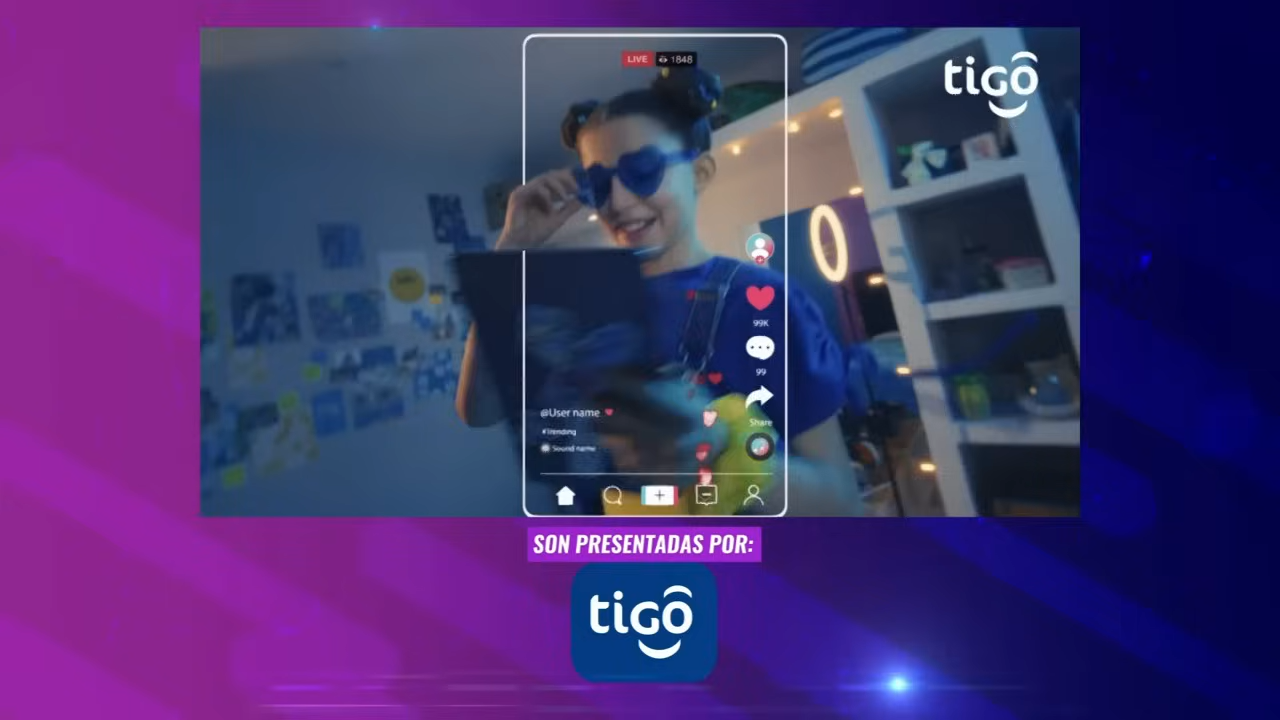 LIVE 1848
tigo
99K
99
@User name
Share
#Trending
Sound name
SON PRESENTADAS POR:
tigo